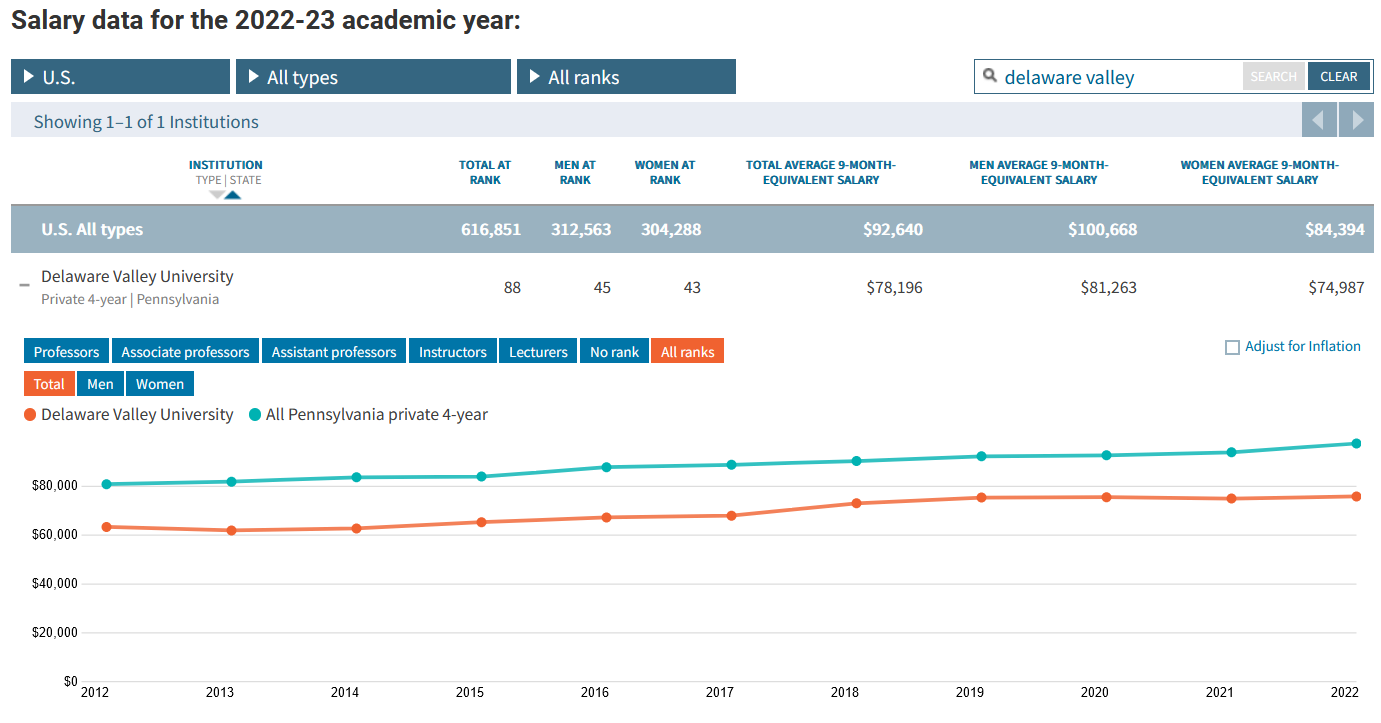 Salary data for the 2022-23 academic year:
U.S.
All types
All ranks
delaware valley
SEARCH
CLEAR
Showing 1–1 of 1 Institutions
INSTITUTION
TYPE | STATE
TOTAL AT
RANK
MEN AT
RANK
WOMEN AT
RANK
TOTAL AVERAGE 9-MONTH-
EQUIVALENT SALARY
MEN AVERAGE 9-MONTH-
EQUIVALENT SALARY
WOMEN AVERAGE 9-MONTH-
EQUIVALENT SALARY
U.S. All types 616,851 312,563 304,288 $92,640 $100,668 $84,394
Delaware Valley University 88 45 43 $78,196 $81,263 $74,987
Private 4-year | Pennsylvania
Professors Associate professors Assistant professors Instructors Lecturers No rank All ranks
Adjust for Inflation
Total Men Women
Delaware Valley University All Pennsylvania private 4-year
$80,000
$60,000
$40,000
$20,000
$0
2012 2013 2014 2015 2016 2017 2018 2019 2020 2021 2022